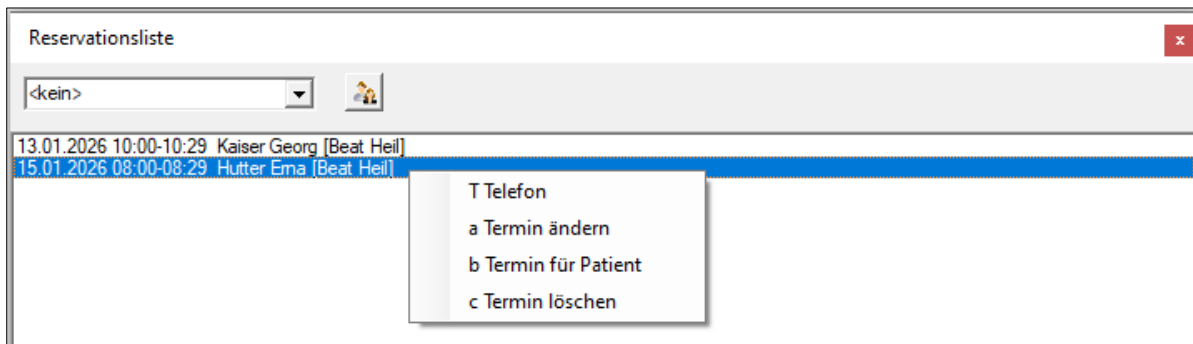 Reservationsliste
x
<kein>
13.01.2026 10:00-10:29 Kaiser Georg [Beat Heil]
15.01.2026 08:00-08:29 Hutter Erna [Beat Heil]
T Telefon
a Termin ändern
b Termin für Patient
c Termin löschen